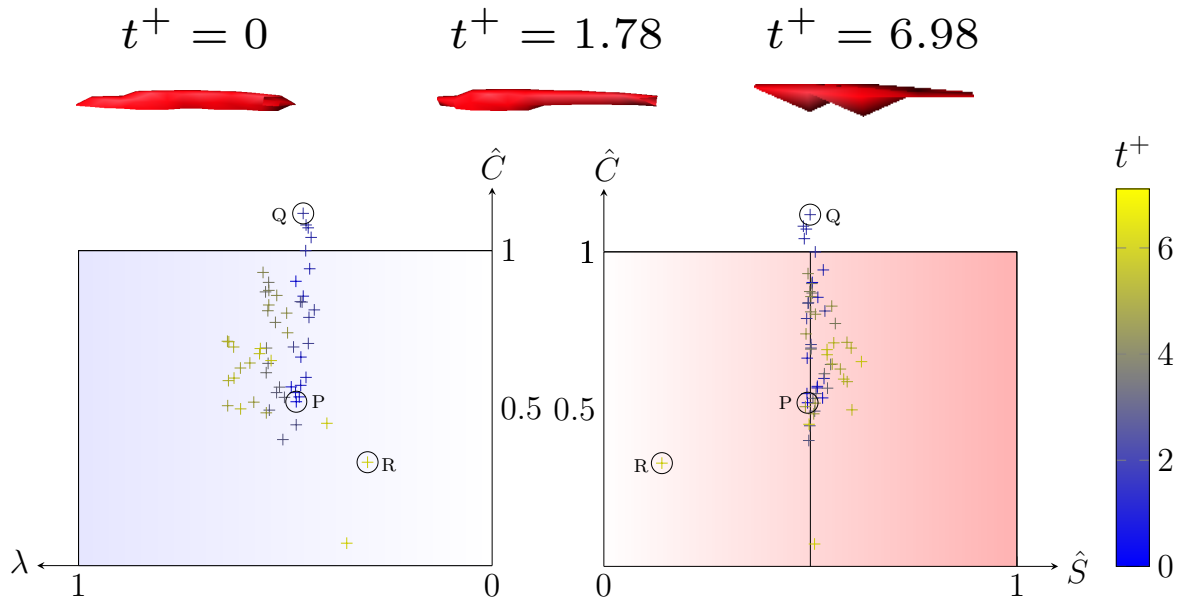 t⁺ = 0
t⁺ = 1.78
t⁺ = 6.98
Ĉ
Ĉ
t⁺
Q
Q
1
1
6
P
P
0.5
0.5
4
R
R
2
λ
1
0
0
1
Ŝ
0